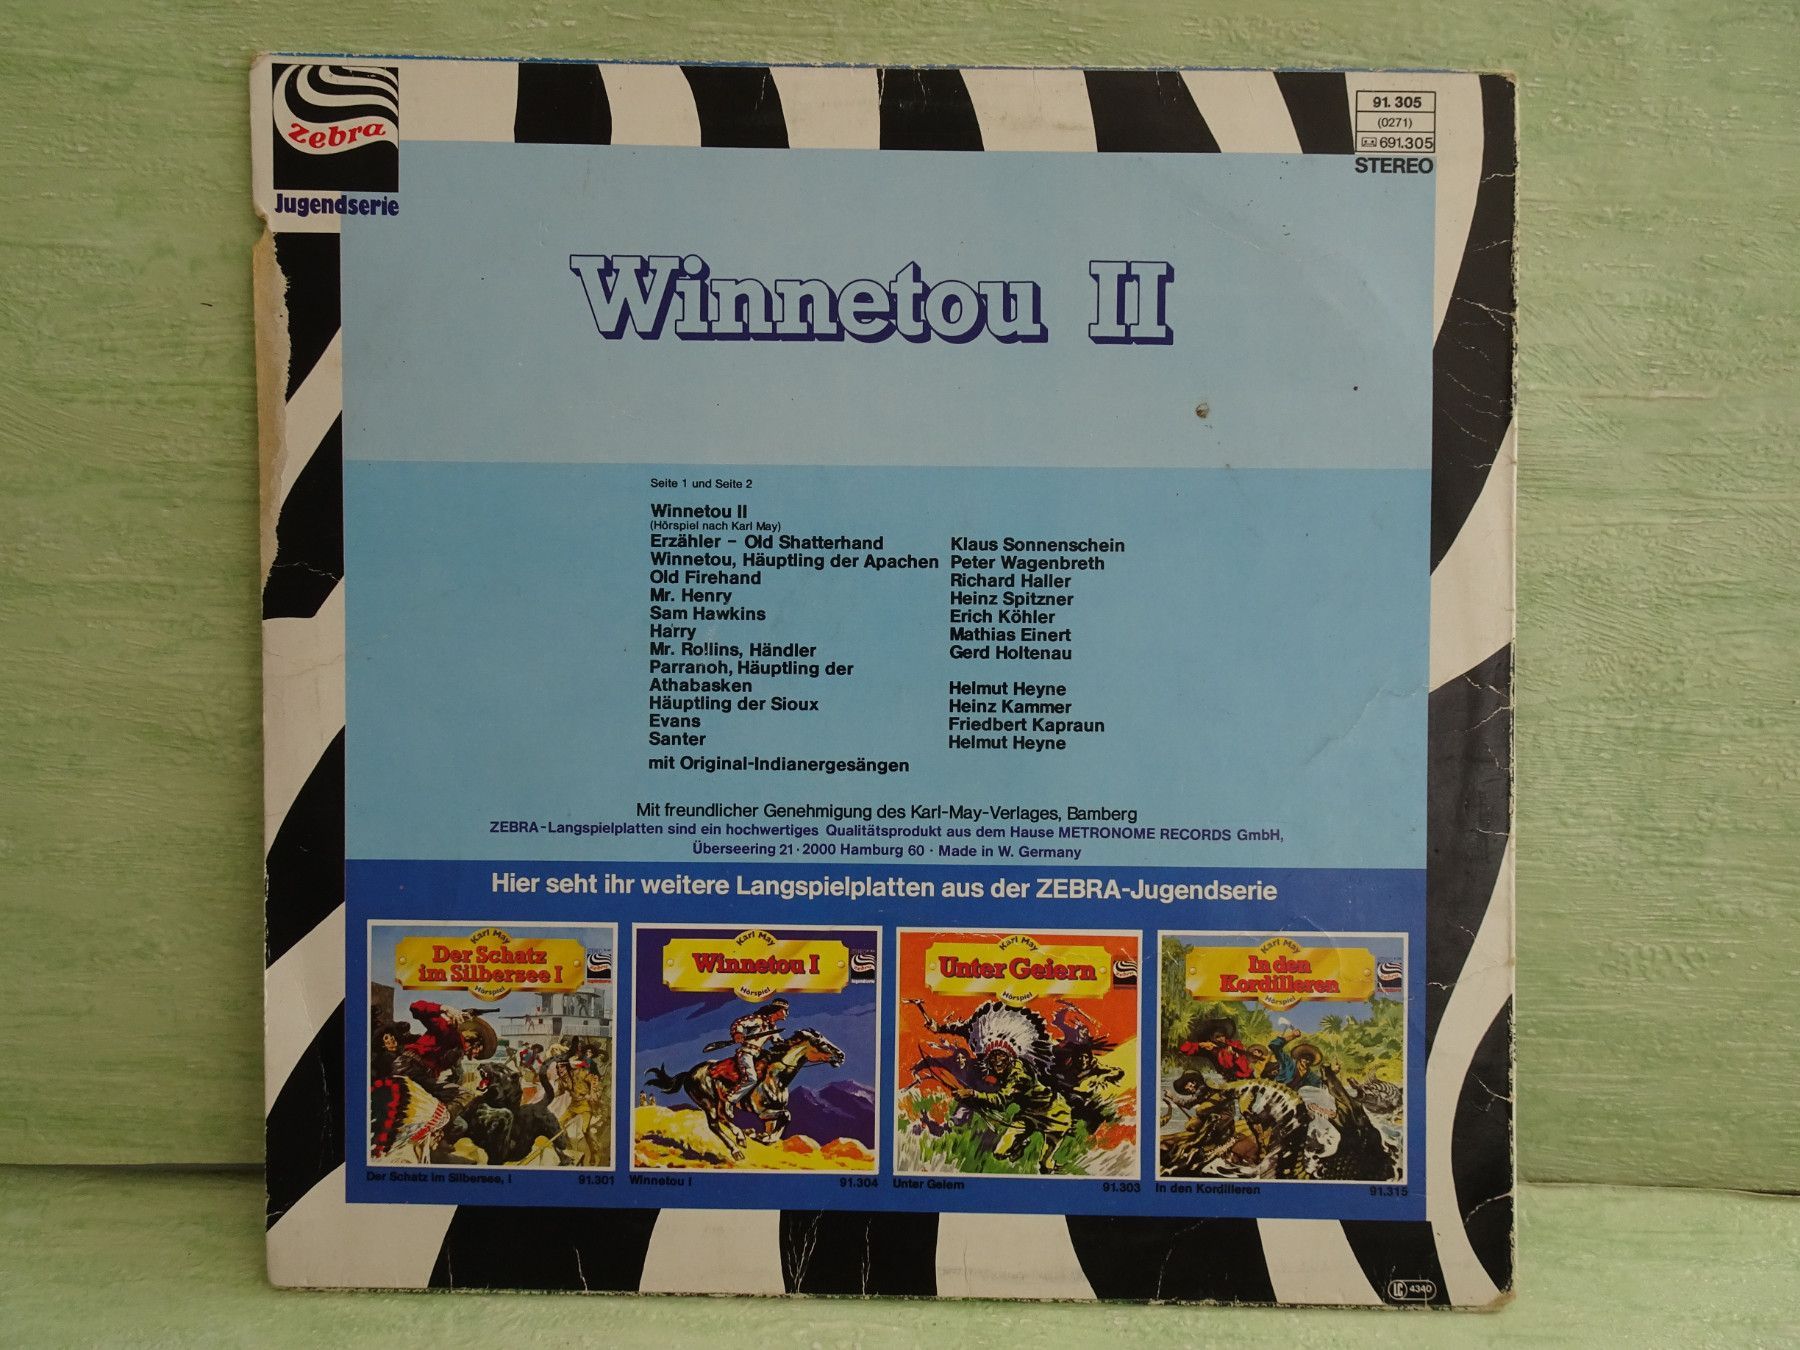 zebra
Jugendserie
91.305
(0271)
691.305
STEREO
Winnetou II
Seite 1 und Seite 2
Winnetou II
(Hörspiel nach Karl May)
Erzähler – Old Shatterhand Klaus Sonnenschein
Winnetou, Häuptling der Apachen Peter Wagenbreth
Old Firehand Richard Haller
Mr. Henry Heinz Spitzner
Sam Hawkins Erich Köhler
Harry Mathias Einert
Mr. Rollins, Händler Gerd Holtenau
Parranoh, Häuptling der
Athabasken Helmut Heyne
Häuptling der Sioux Heinz Kammer
Evans Friedbert Kapraun
Santer Helmut Heyne
mit Original-Indianergesängen
Mit freundlicher Genehmigung des Karl-May-Verlages, Bamberg
ZEBRA-Langspielplatten sind ein hochwertiges Qualitätsprodukt aus dem Hause METRONOME RECORDS GmbH,
Überseering 21 · 2000 Hamburg 60 · Made in W. Germany
Hier seht ihr weitere Langspielplatten aus der ZEBRA-Jugendserie
Karl May
Der Schatz
im Silbersee I
Hörspiel
zebra
Der Schatz im Silbersee, I 91.301
Karl May
Winnetou I
Hörspiel
zebra
Jugendserie
Winnetou I 91.304
Karl May
Unter Geiern
Hörspiel
zebra
Unter Geiern 91.303
Karl May
In den
Kordilleren
Hörspiel
zebra
In den Kordilleren 91.315
LC 4340